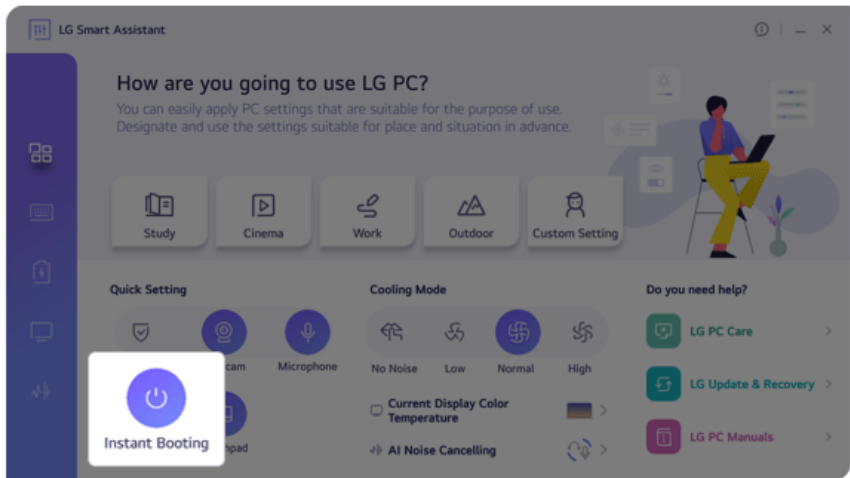 LG Smart Assistant
How are you going to use LG PC?
You can easily apply PC settings that are suitable for the purpose of use.
Designate and use the settings suitable for place and situation in advance.
Study
Cinema
Work
Outdoor
Custom Setting
Quick Setting
cam
Microphone
Instant Booting
hpad
Cooling Mode
No Noise
Low
Normal
High
Current Display Color
Temperature
AI Noise Cancelling
Do you need help?
LG PC Care
LG Update & Recovery
LG PC Manuals